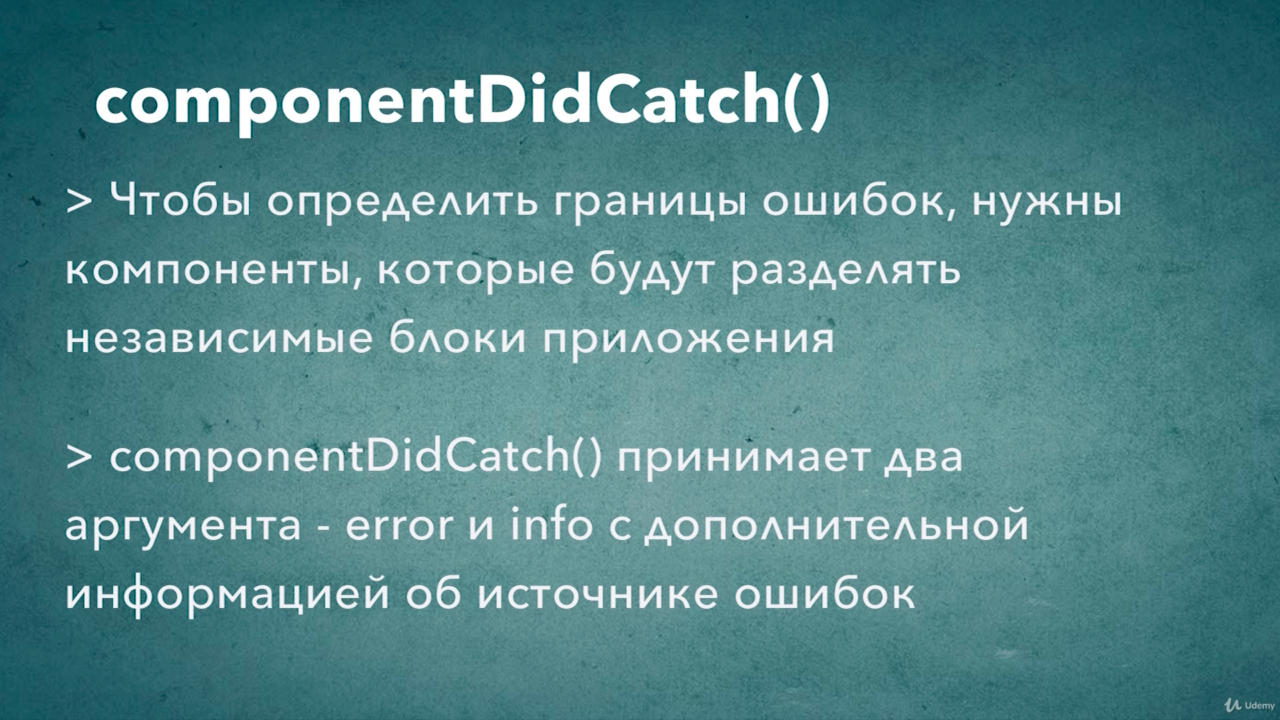 componentDidCatch()
> Чтобы определить границы ошибок, нужны
компоненты, которые будут разделять
независимые блоки приложения
> componentDidCatch() принимает два
аргумента - error и info с дополнительной
информацией об источнике ошибок
Udemy